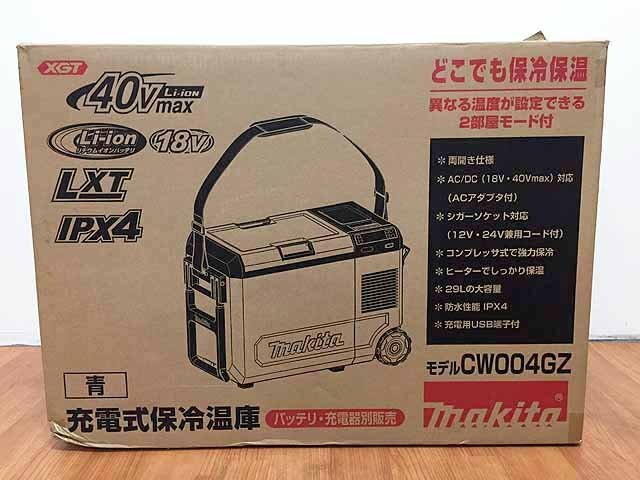 XGT
40Vmax Li-ION
Li-ion
リチウムイオンバッテリ
18V
LXT
IPX4
どこでも保冷保温
異なる温度が設定できる
2部屋モード付
＊両開き仕様
＊AC/DC（18V・40Vmax）対応
（ACアダプタ付）
＊シガーソケット対応
（12V・24V兼用コード付）
＊コンプレッサ式で強力保冷
＊ヒーターでしっかり保温
＊29Lの大容量
＊防水性能 IPX4
＊充電用USB端子付
makita
モデルCW004GZ
青
充電式保冷温庫
バッテリ・充電器別販売
makita®